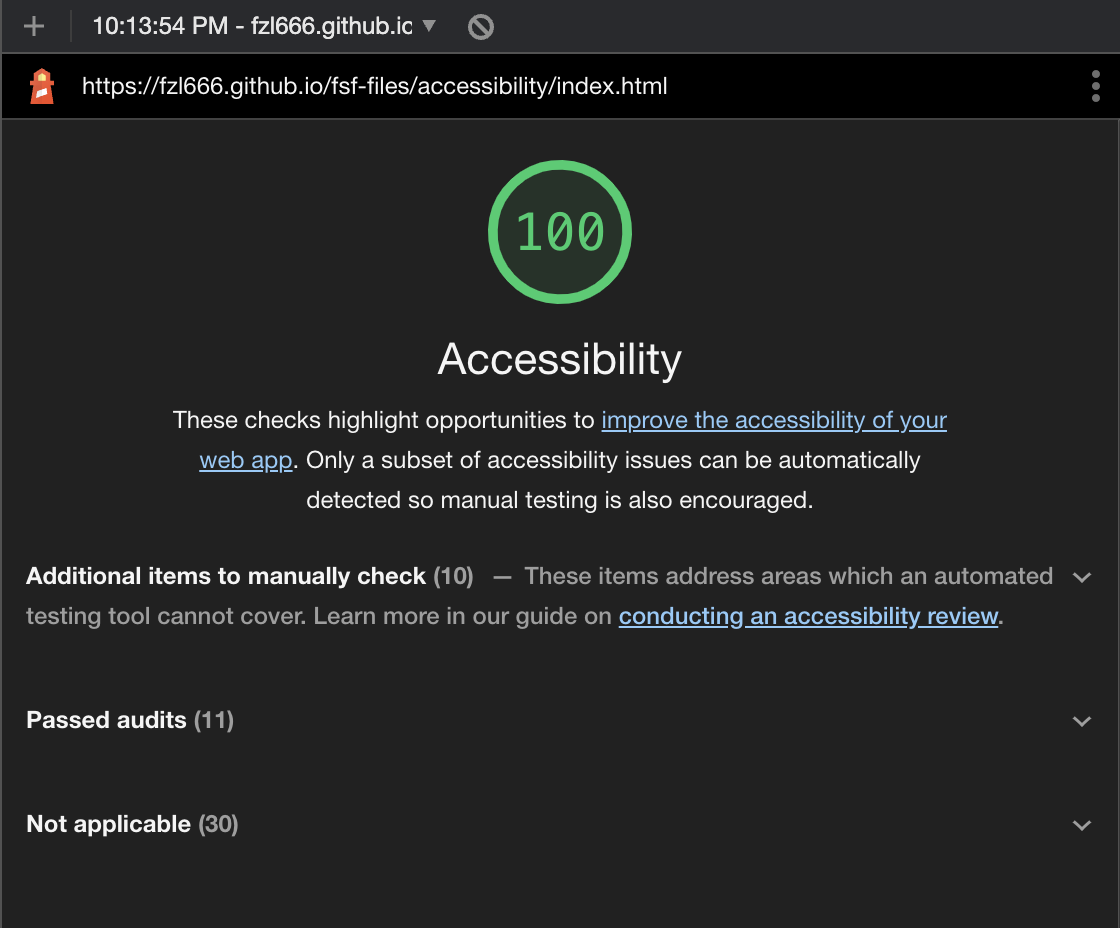 10:13:54 PM - fzl666.github.io
https://fzl666.github.io/fsf-files/accessibility/index.html
100
Accessibility
These checks highlight opportunities to improve the accessibility of your
web app. Only a subset of accessibility issues can be automatically
detected so manual testing is also encouraged.
Additional items to manually check (10) — These items address areas which an automated
testing tool cannot cover. Learn more in our guide on conducting an accessibility review.
Passed audits (11)
Not applicable (30)